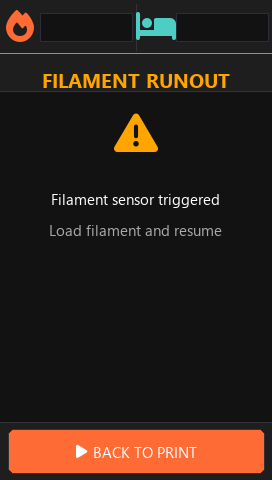 FILAMENT RUNOUT
Filament sensor triggered
Load filament and resume
BACK TO PRINT